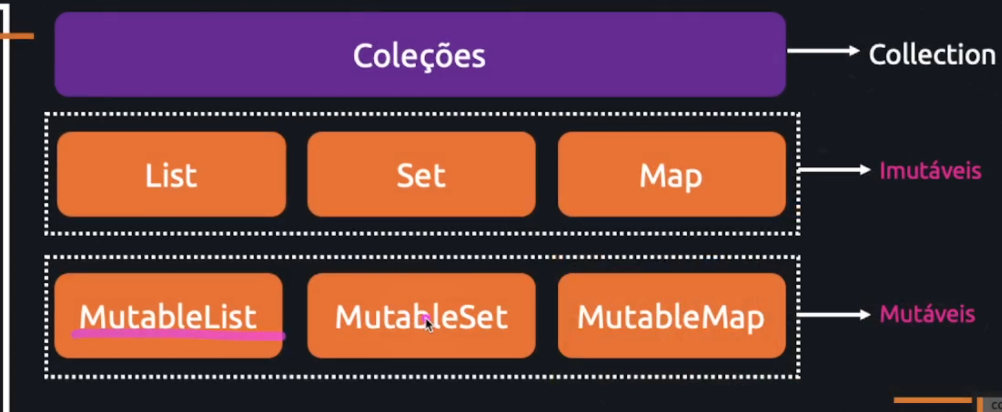 Coleções
Collection
List
Set
Map
Imutáveis
MutableList
MutableSet
MutableMap
Mutáveis